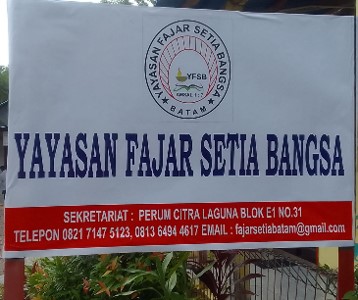 YAYASAN FAJAR SETIA BANGSA
YFSB
BATAM
YAYASAN FAJAR SETIA BANGSA
SEKRETARIAT : PERUM CITRA LAGUNA BLOK E1 NO.31
TELEPON 0821 7147 5123, 0813 6494 4617 EMAIL : fajarsetiabatam@gmail.com